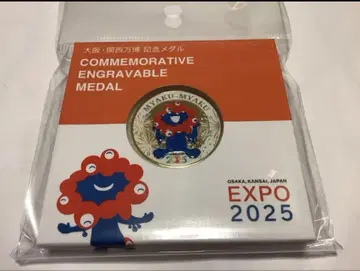 大阪・関西万博 記念メダル
COMMEMORATIVE
ENGRAVABLE
MEDAL
MYAKU-MYAKU
OSAKA, KANSAI, JAPAN
EXPO
2025